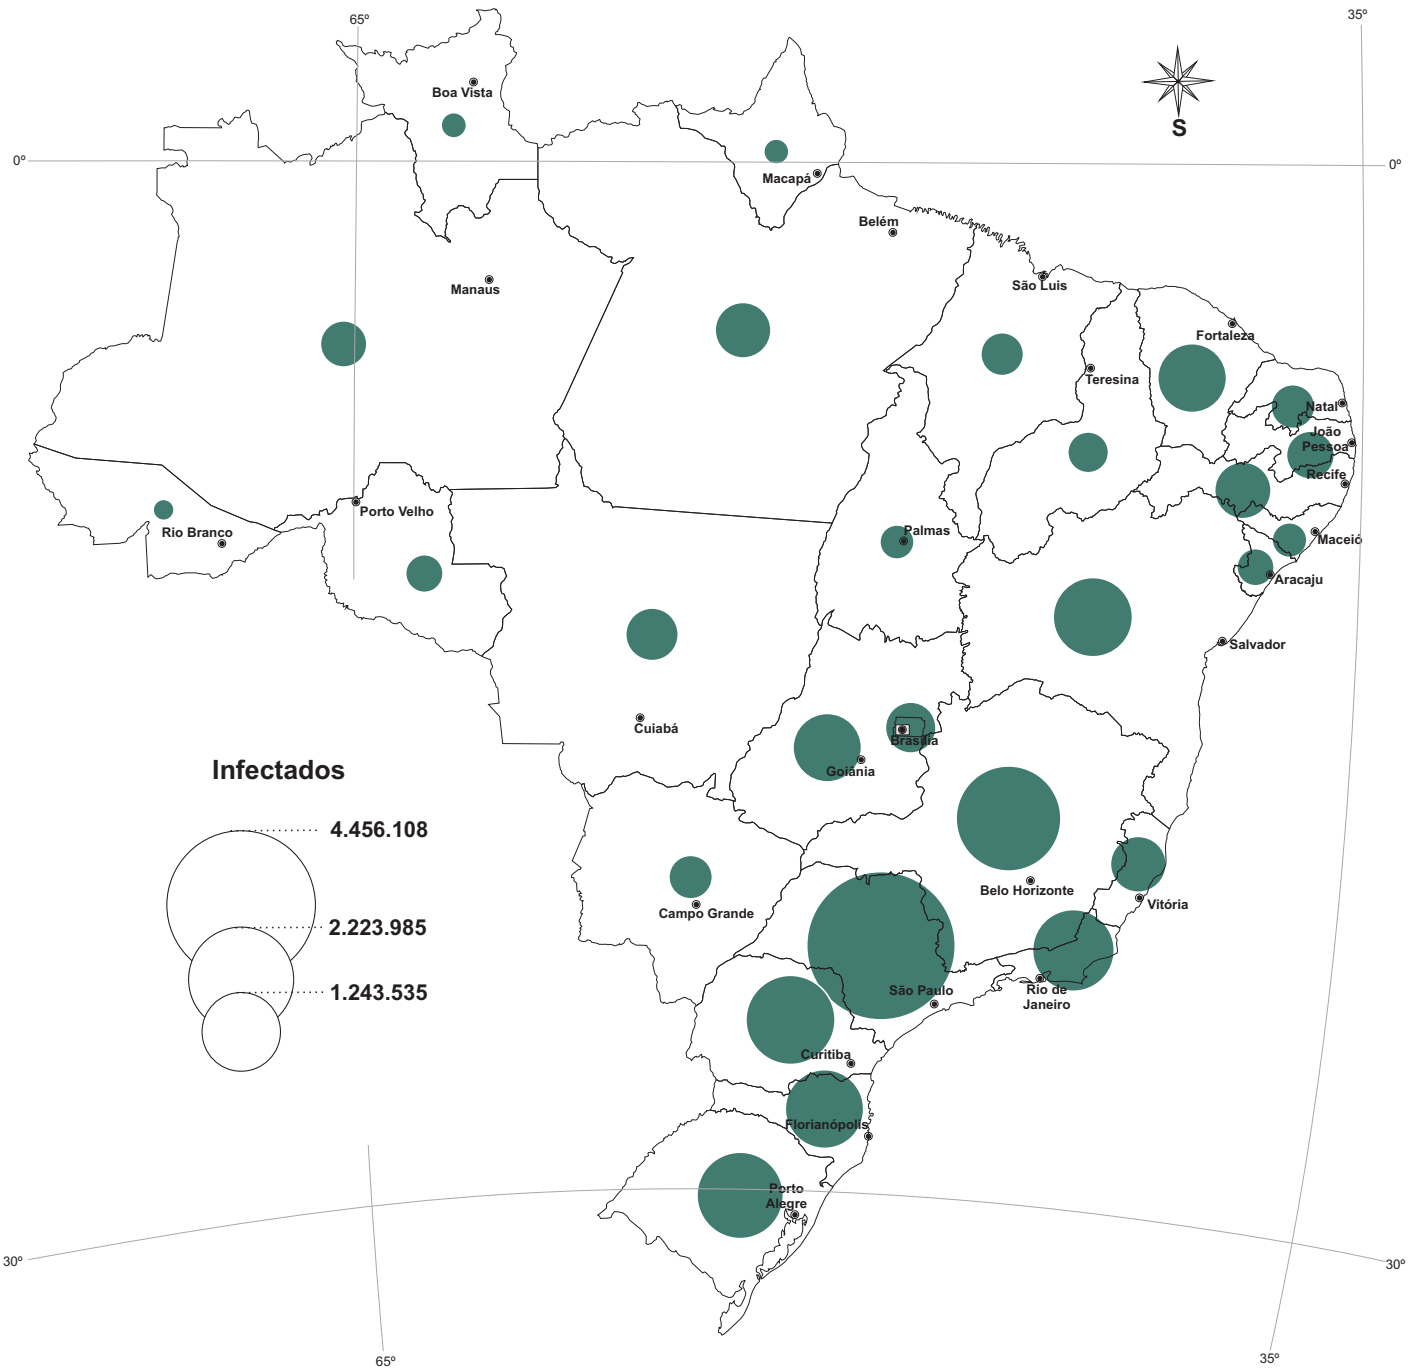 65º
35º
Boa Vista
S
0º
0º
Macapá
Belém
Manaus
São Luis
Fortaleza
Teresina
Natal
João
Pessoa
Recife
Porto Velho
Rio Branco
Palmas
Maceió
Aracaju
Salvador
Cuiabá
Brasília
Goiánia
Infectados
4.456.108
2.223.985
1.243.535
Belo Horizonte
Campo Grande
Vitória
São Paulo
Rio de
Janeiro
Curitiba
Florianópolis
Porto
Alegre
30º
30º
65º
35º